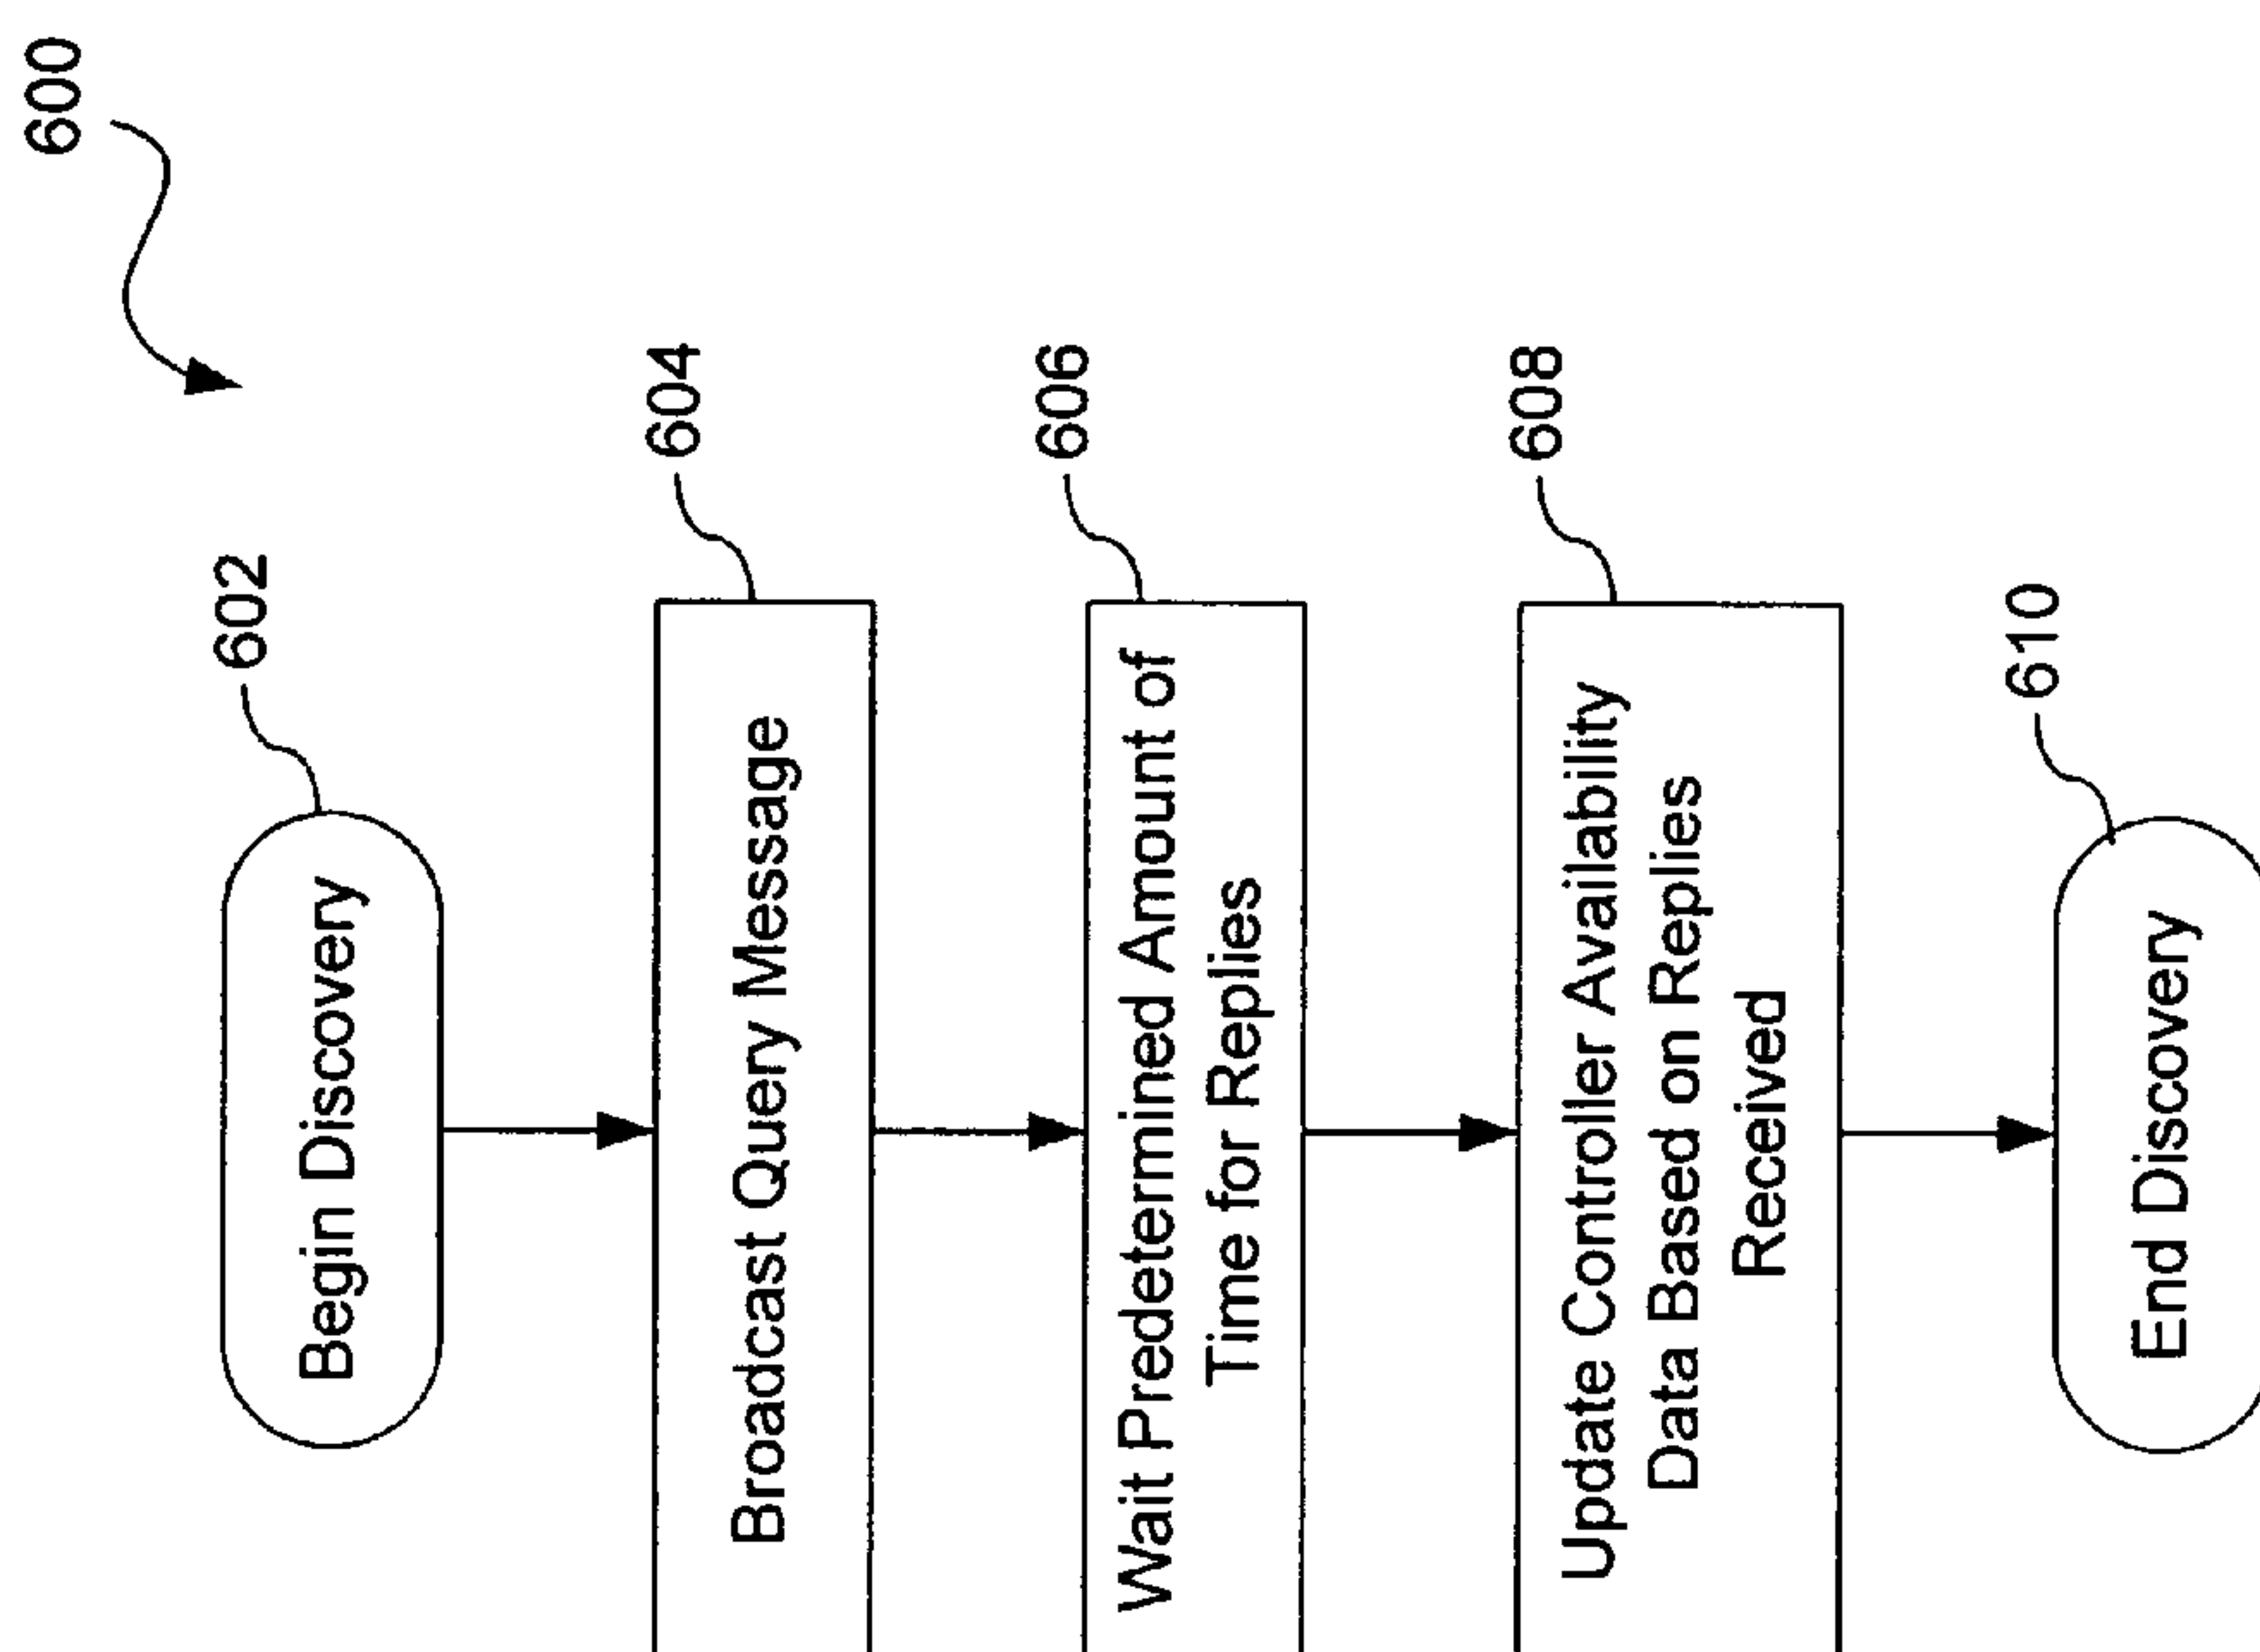 600
602
Begin Discovery
604
Broadcast Query Message
606
Wait Predetermined Amount of
Time for Replies
608
Update Controller Availability
Data Based on Replies
Received
610
End Discovery